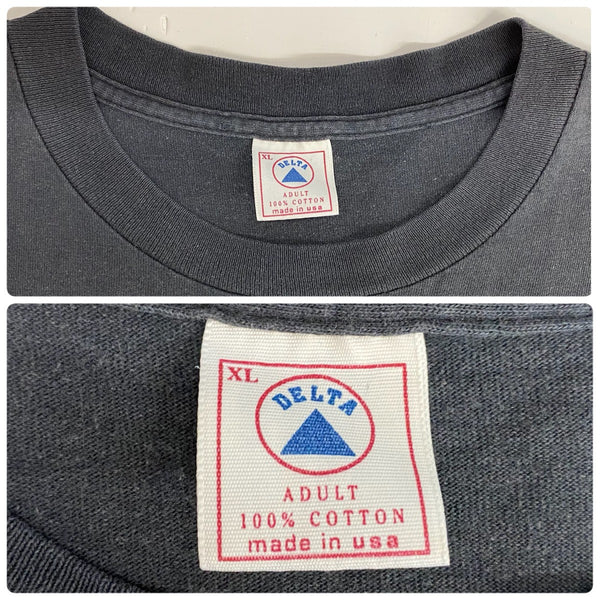 XL
DELTA
ADULT
100% COTTON
made in usa
XL
DELTA
ADULT
100% COTTON
made in usa